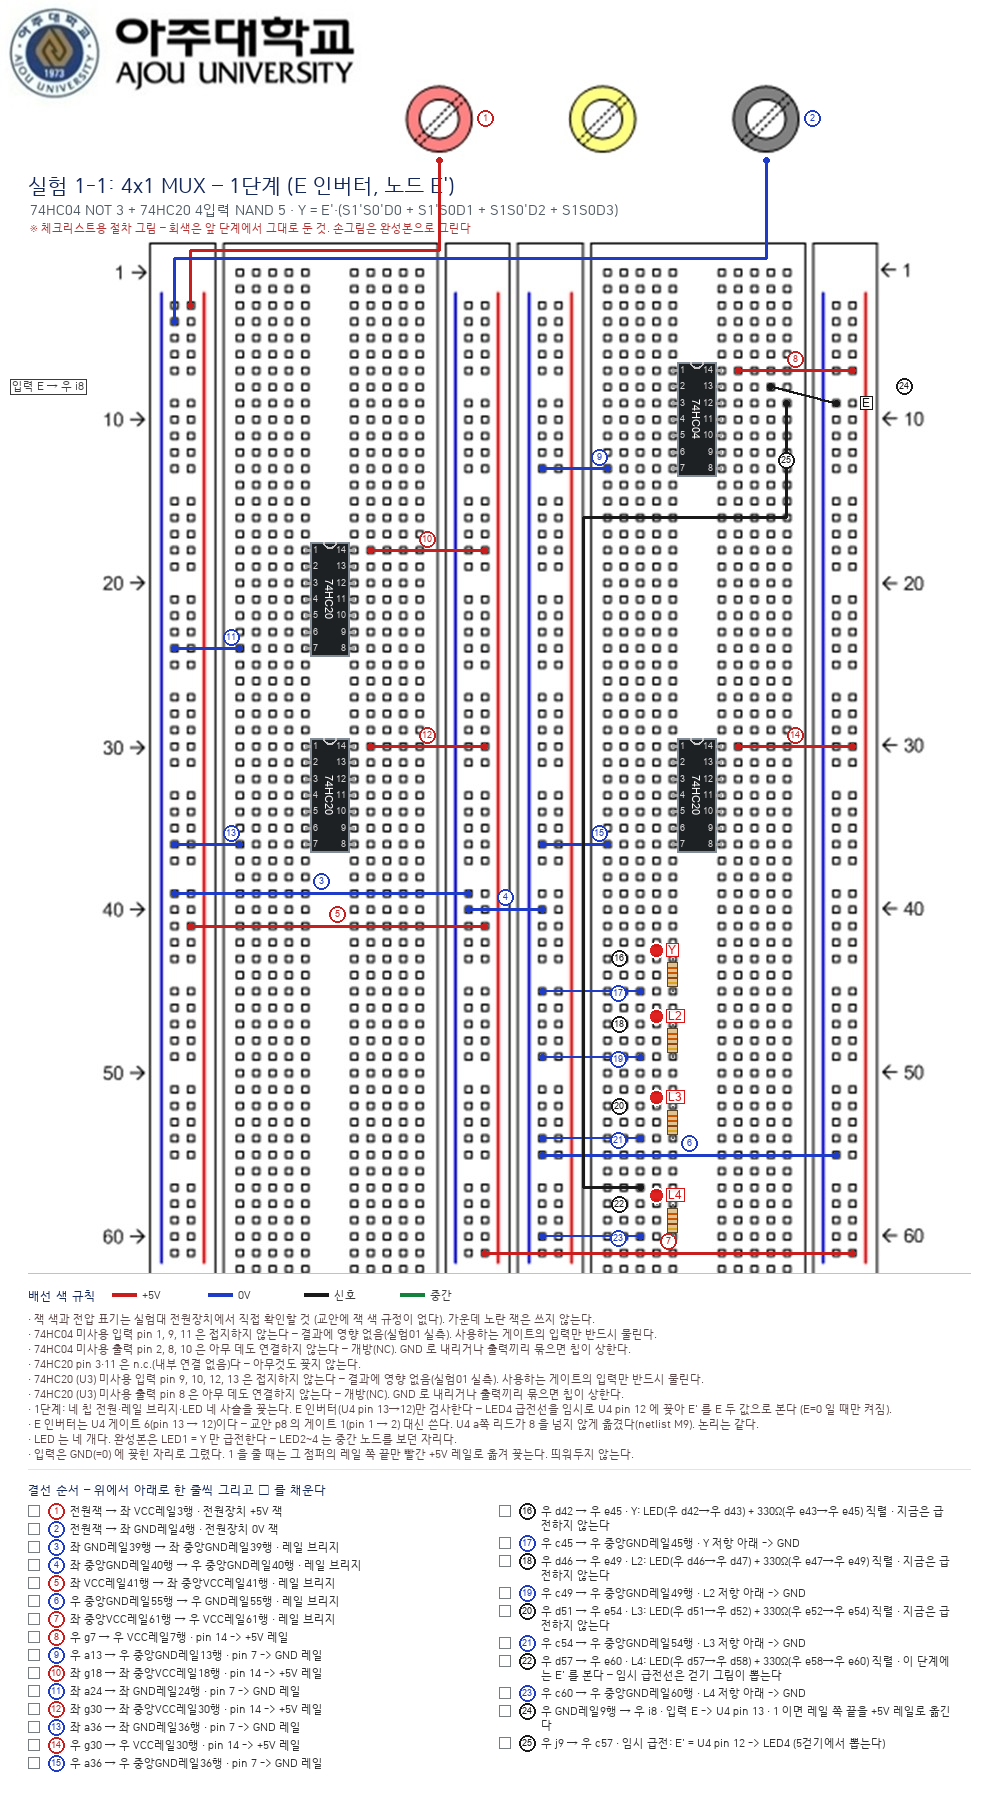 아주대학교
AJOU UNIVERSITY
1973
1
2
실험 1-1: 4x1 MUX – 1단계 (E 인버터, 노드 E')
74HC04 NOT 3 + 74HC20 4입력 NAND 5 · Y = E'·(S1'S0'D0 + S1'S0D1 + S1S0'D2 + S1S0D3)
※ 체크리스트용 절차 그림 – 회색은 앞 단계에서 그대로 둔 것. 손그림은 완성본으로 그린다
1 →
← 1
입력 E → 우 i8
8
24
E
74HC04
10 →
← 10
9
25
10
20 →
← 20
74HC20
11
12
14
30 →
← 30
74HC20
74HC20
13
15
3
4
5
40 →
← 40
Y
16
17
L2
18
19
50 →
← 50
L3
20
21
6
L4
22
23
7
60 →
← 60
배선 색 규칙 +5V 0V 신호 중간
· 잭 색과 전압 표기는 실험대 전원장치에서 직접 확인할 것 (교안에 잭 색 규정이 없다). 가운데 노란 잭은 쓰지 않는다.
· 74HC04 미사용 입력 pin 1, 9, 11 은 접지하지 않는다 – 결과에 영향 없음(실험01 실측). 사용하는 게이트의 입력만 반드시 물린다.
· 74HC04 미사용 출력 pin 2, 8, 10 은 아무 데도 연결하지 않는다 – 개방(NC). GND 로 내리거나 출력끼리 묶으면 칩이 상한다.
· 74HC20 pin 3·11 은 n.c.(내부 연결 없음)다 – 아무것도 꽂지 않는다.
· 74HC20 (U3) 미사용 입력 pin 9, 10, 12, 13 은 접지하지 않는다 – 결과에 영향 없음(실험01 실측). 사용하는 게이트의 입력만 반드시 물린다.
· 74HC20 (U3) 미사용 출력 pin 8 은 아무 데도 연결하지 않는다 – 개방(NC). GND 로 내리거나 출력끼리 묶으면 칩이 상한다.
· 1단계: 네 칩 전원·레일 브리지·LED 네 사슬을 꽂는다. E 인버터(U4 pin 13→12)만 검사한다 – LED4 급전선을 임시로 U4 pin 12 에 꽂아 E' 를 E 두 값으로 본다 (E=0 일 때만 켜짐).
· E 인버터는 U4 게이트 6(pin 13 → 12)이다 – 교안 p8 의 게이트 1(pin 1 → 2) 대신 쓴다. U4 a쪽 리드가 8 을 넘지 않게 옮겼다(netlist M9). 논리는 같다.
· LED 는 네 개다. 완성본은 LED1 = Y 만 급전한다 – LED2~4 는 중간 노드를 보던 자리다.
· 입력은 GND(=0) 에 꽂힌 자리로 그렸다. 1 을 줄 때는 그 점퍼의 레일 쪽 끝만 빨간 +5V 레일로 옮겨 꽂는다. 띄워두지 않는다.
결선 순서 – 위에서 아래로 한 줄씩 그리고 □ 를 채운다
1 전원잭 → 좌 VCC레일3행 · 전원장치 +5V 잭
2 전원잭 → 좌 GND레일4행 · 전원장치 0V 잭
3 좌 GND레일39행 → 좌 중앙GND레일39행 · 레일 브리지
4 좌 중앙GND레일40행 → 우 중앙GND레일40행 · 레일 브리지
5 좌 VCC레일41행 → 좌 중앙VCC레일41행 · 레일 브리지
6 우 중앙GND레일55행 → 우 GND레일55행 · 레일 브리지
7 좌 중앙VCC레일61행 → 우 VCC레일61행 · 레일 브리지
8 우 g7 → 우 VCC레일7행 · pin 14 -> +5V 레일
9 우 a13 → 우 중앙GND레일13행 · pin 7 -> GND 레일
10 좌 g18 → 좌 중앙VCC레일18행 · pin 14 -> +5V 레일
11 좌 a24 → 좌 GND레일24행 · pin 7 -> GND 레일
12 좌 g30 → 좌 중앙VCC레일30행 · pin 14 -> +5V 레일
13 좌 a36 → 좌 GND레일36행 · pin 7 -> GND 레일
14 우 g30 → 우 VCC레일30행 · pin 14 -> +5V 레일
15 우 a36 → 우 중앙GND레일36행 · pin 7 -> GND 레일
16 우 d42 → 우 e45 · Y: LED(우 d42→우 d43) + 330Ω(우 e43→우 e45) 직렬 · 지금은 급
전하지 않는다
17 우 c45 → 우 중앙GND레일45행 · Y 저항 아래 -> GND
18 우 d46 → 우 e49 · L2: LED(우 d46→우 d47) + 330Ω(우 e47→우 e49) 직렬 · 지금은 급
전하지 않는다
19 우 c49 → 우 중앙GND레일49행 · L2 저항 아래 -> GND
20 우 d51 → 우 e54 · L3: LED(우 d51→우 d52) + 330Ω(우 e52→우 e54) 직렬 · 지금은 급
전하지 않는다
21 우 c54 → 우 중앙GND레일54행 · L3 저항 아래 -> GND
22 우 d57 → 우 e60 · L4: LED(우 d57→우 d58) + 330Ω(우 e58→우 e60) 직렬 · 이 단계에
는 E' 를 본다 – 임시 급전선은 걷기 그림이 뽑는다
23 우 c60 → 우 중앙GND레일60행 · L4 저항 아래 -> GND
24 우 GND레일9행 → 우 i8 · 입력 E -> U4 pin 13 · 1 이면 레일 쪽 끝을 +5V 레일로 옮긴
다
25 우 j9 → 우 c57 · 임시 급전: E' = U4 pin 12 -> LED4 (5걷기에서 뽑는다)